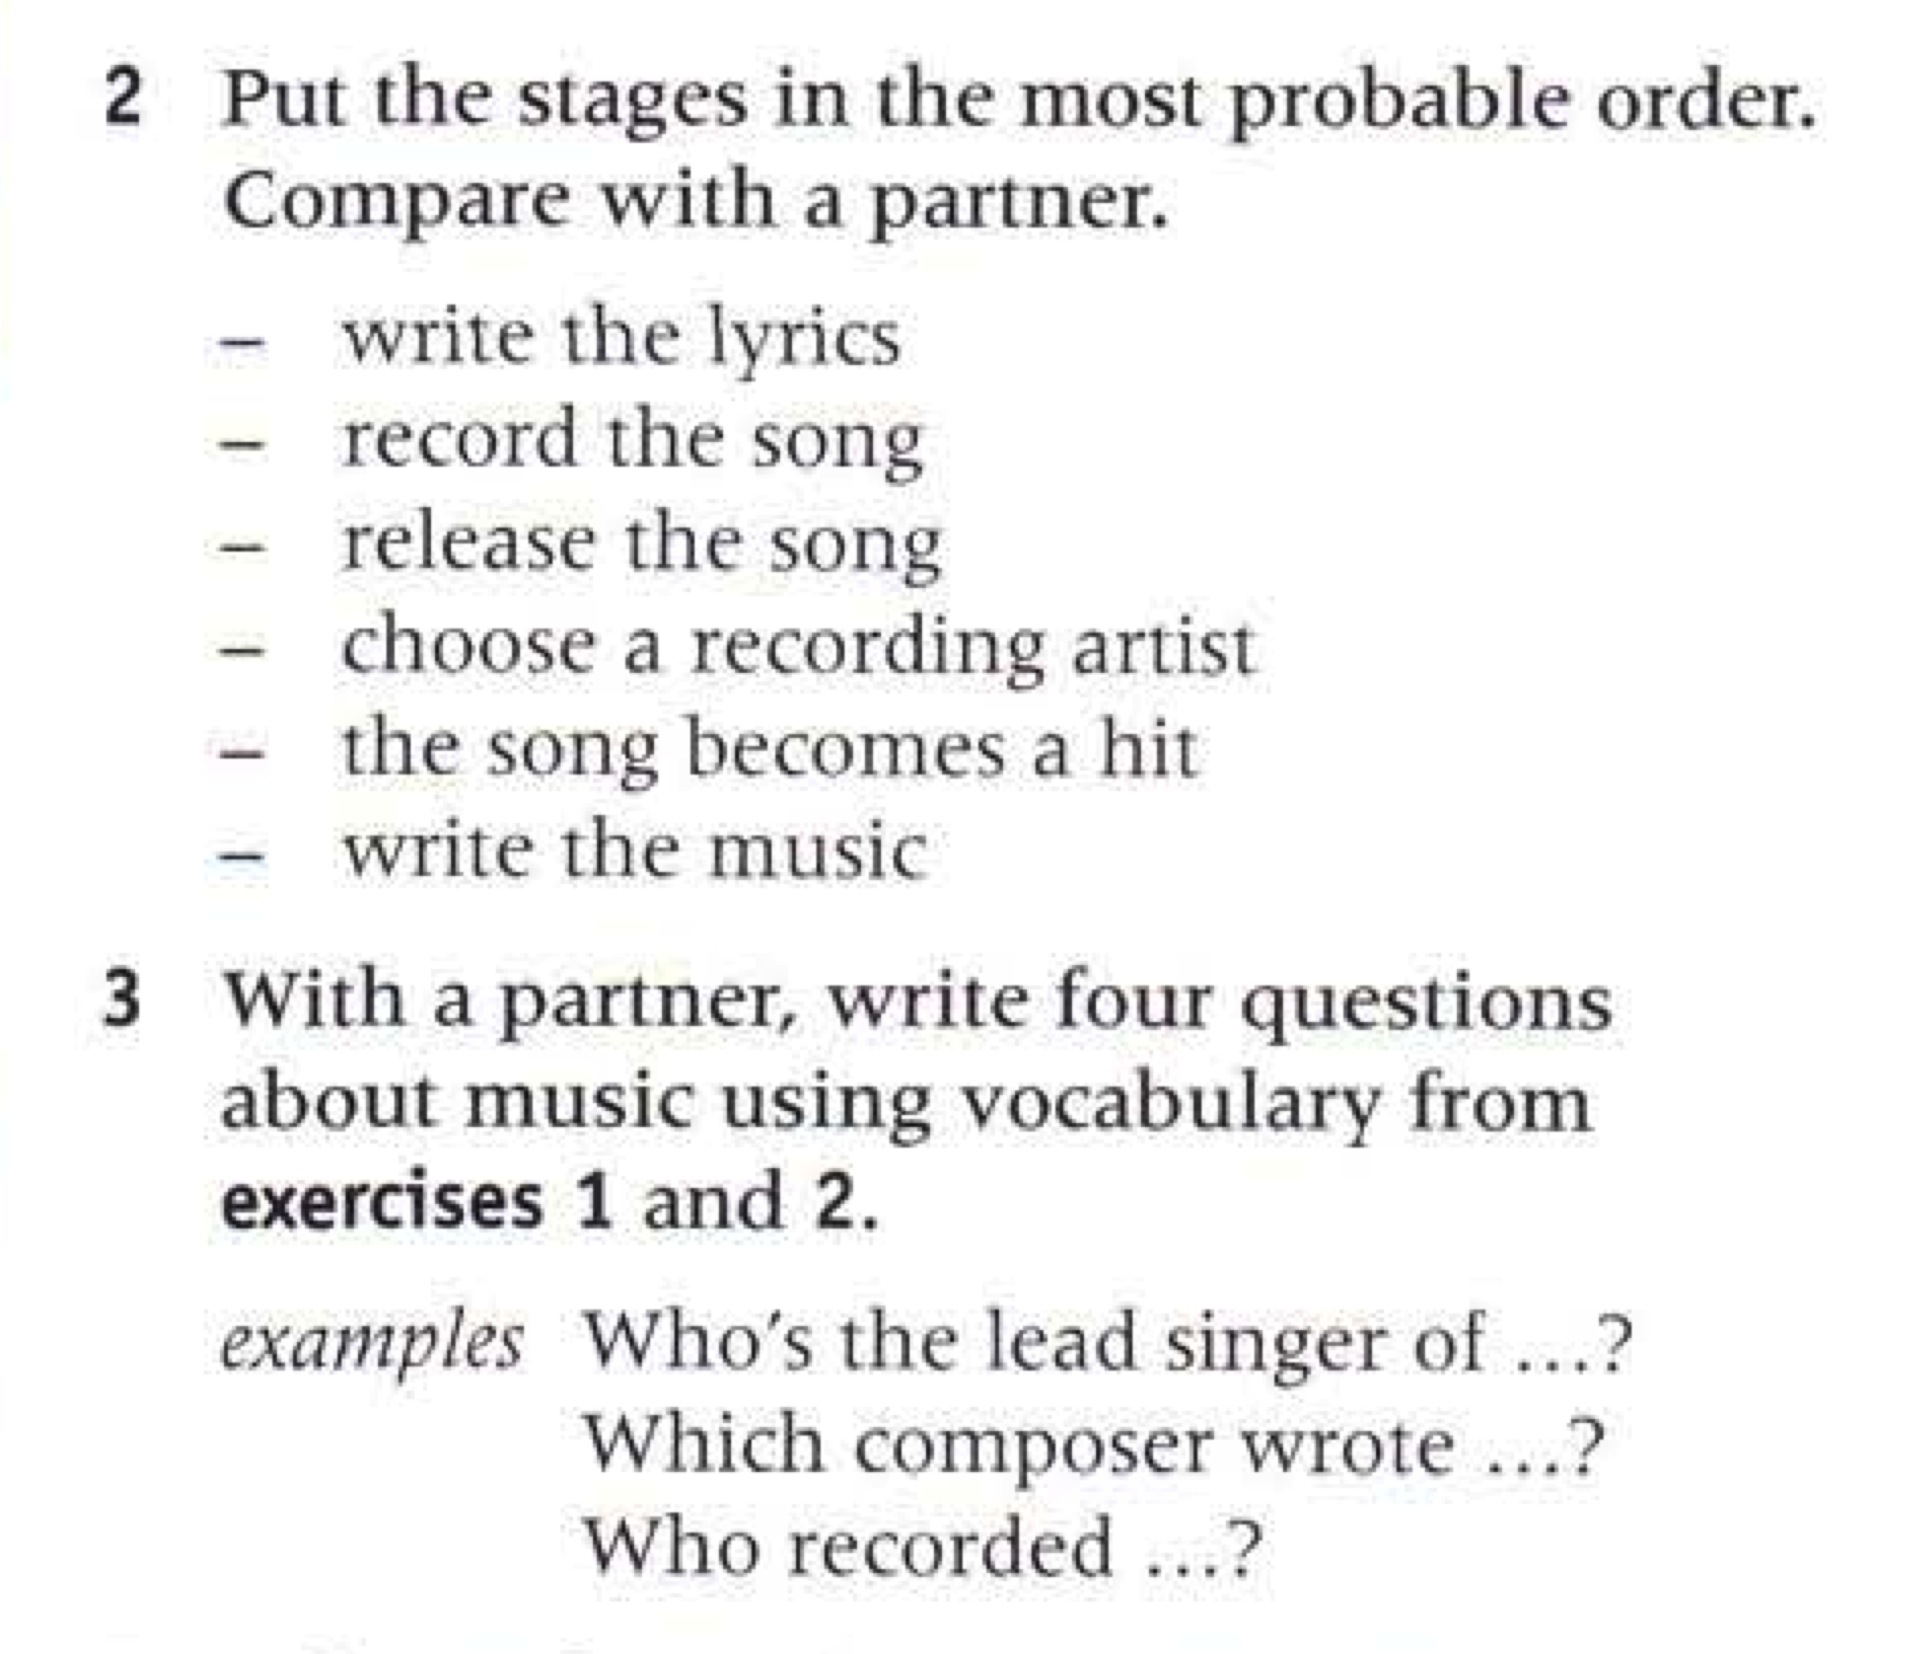 2 Put the stages in the most probable order.
Compare with a partner.
– write the lyrics
– record the song
– release the song
– choose a recording artist
– the song becomes a hit
– write the music
3 With a partner, write four questions
about music using vocabulary from
exercises 1 and 2.
examples Who's the lead singer of ...?
Which composer wrote ...?
Who recorded ...?